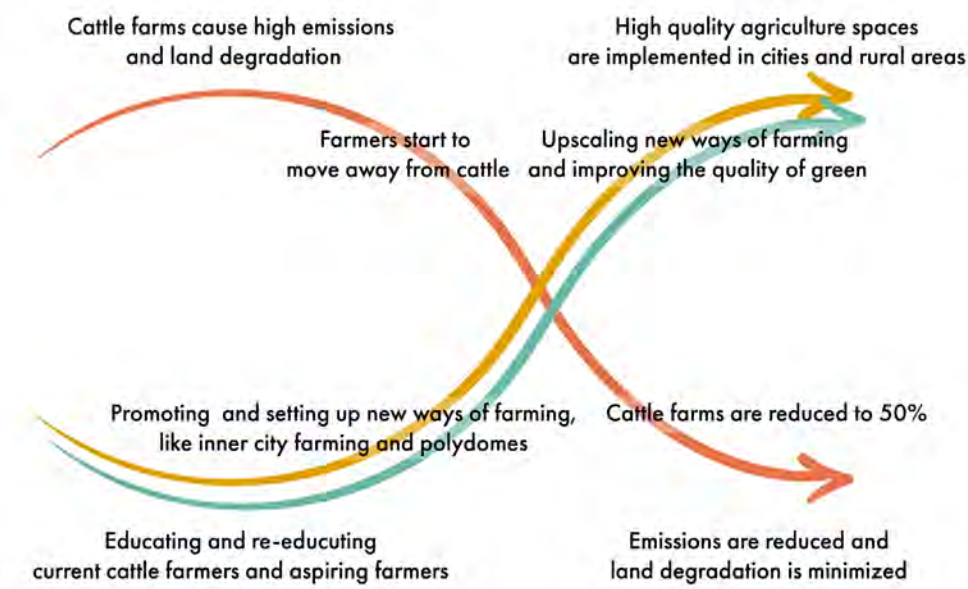 Cattle farms cause high emissions
and land degradation
High quality agriculture spaces
are implemented in cities and rural areas
Farmers start to
move away from cattle
Upscaling new ways of farming
and improving the quality of green
Promoting and setting up new ways of farming,
like inner city farming and polydomes
Cattle farms are reduced to 50%
Educating and re-educuting
current cattle farmers and aspiring farmers
Emissions are reduced and
land degradation is minimized